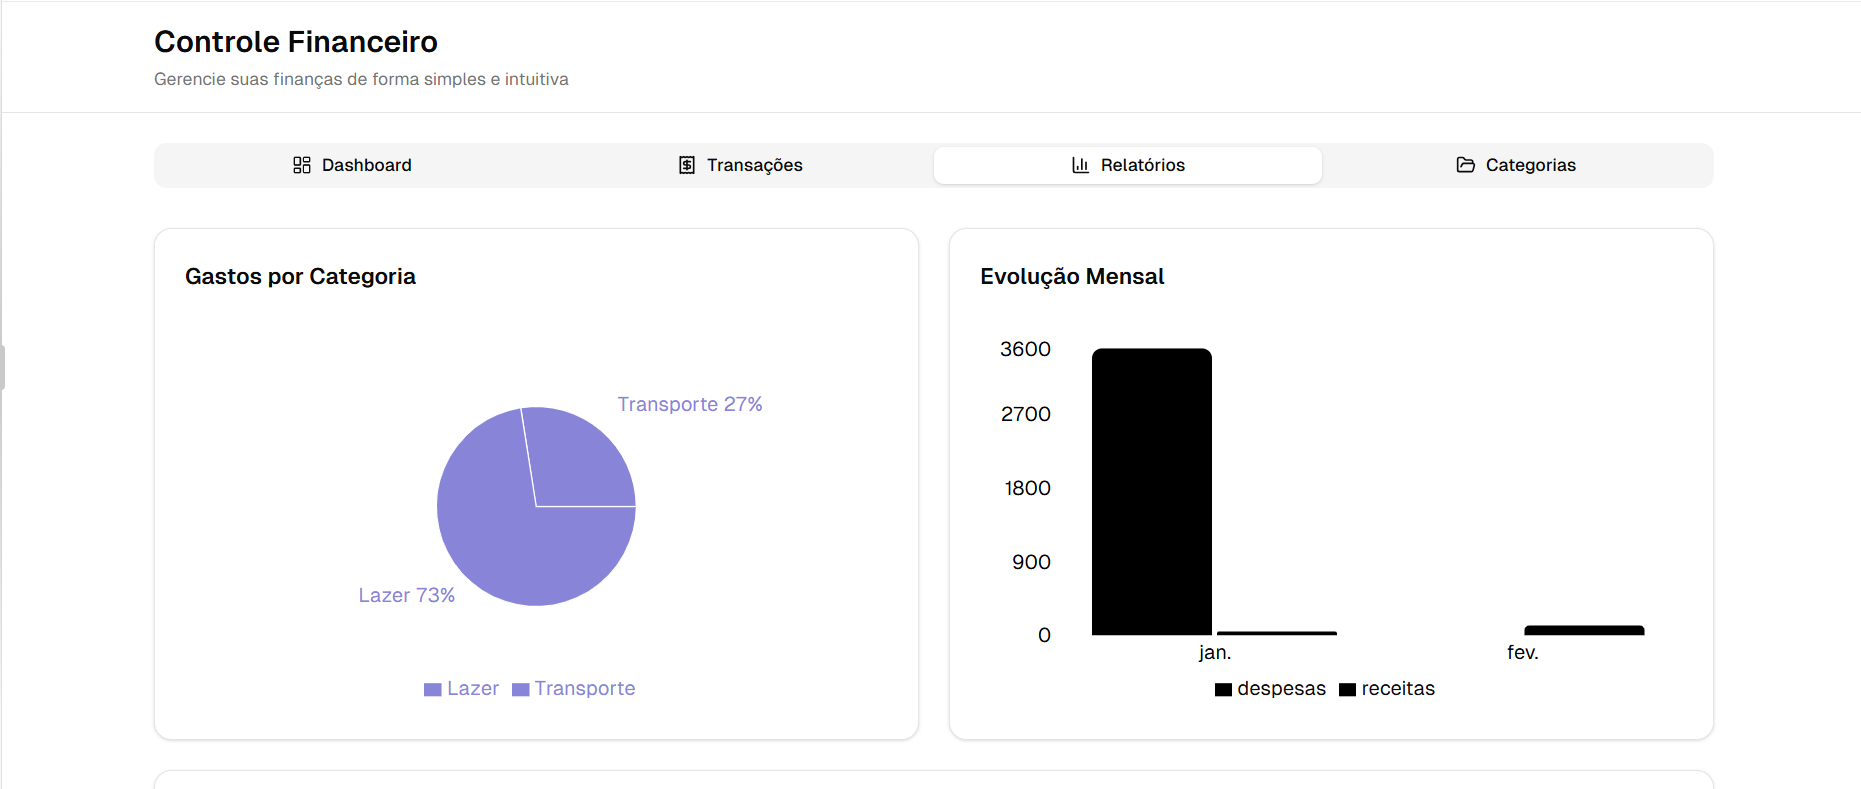 Controle Financeiro
Gerencie suas finanças de forma simples e intuitiva
Dashboard
Transações
Relatórios
Categorias
Gastos por Categoria
Transporte 27%
Lazer 73%
Lazer
Transporte
Evolução Mensal
3600
2700
1800
900
0
jan.
fev.
despesas
receitas